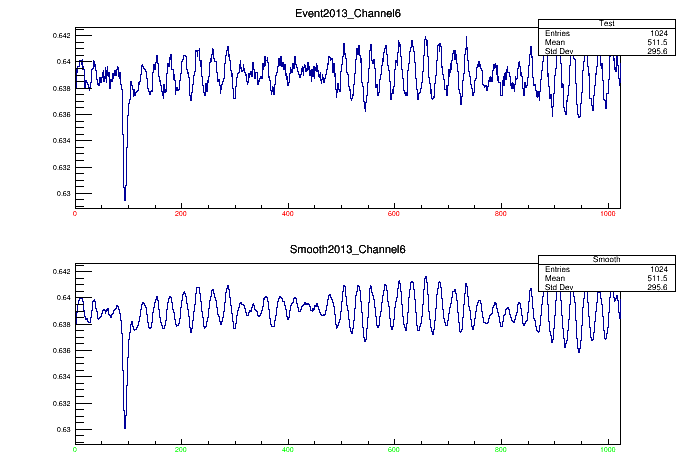 Event2013_Channel6
Test
Entries 1024
Mean 511.5
Std Dev 295.6
0.642
0.64
0.638
0.636
0.634
0.632
0.63
0 200 400 600 800 1000
Smooth2013_Channel6
Smooth
Entries 1024
Mean 511.5
Std Dev 295.6
0.642
0.64
0.638
0.636
0.634
0.632
0.63
0 200 400 600 800 1000